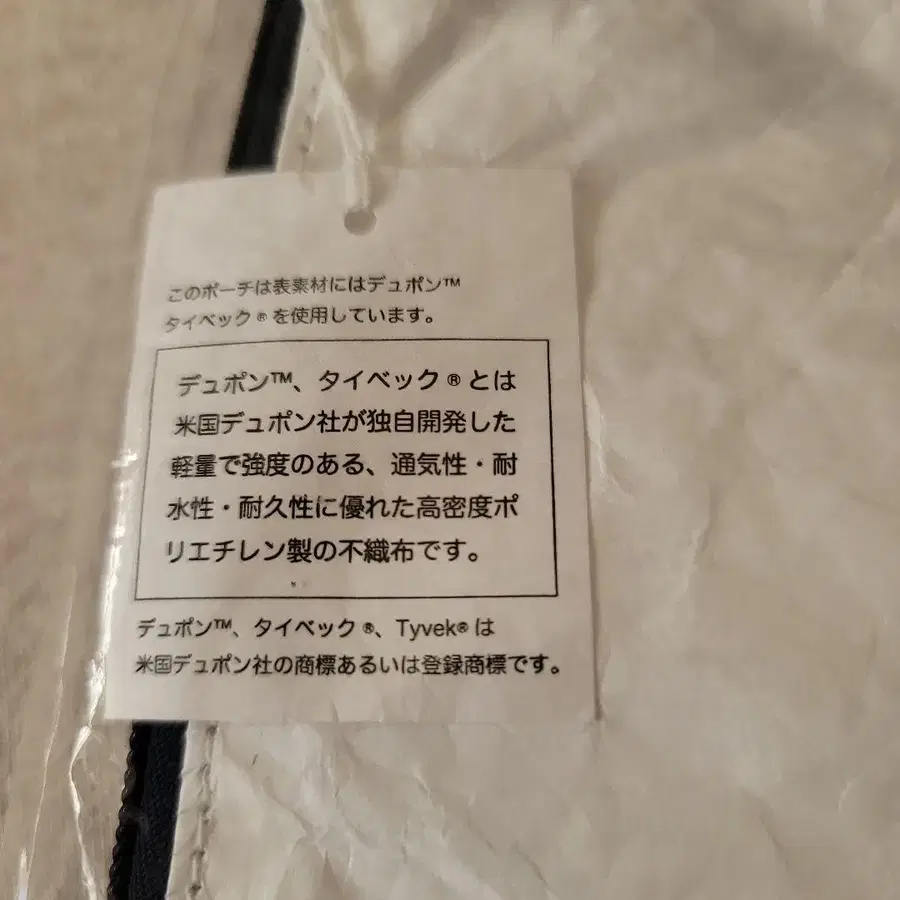 このポーチは表素材にはデュポン™
タイベック®を使用しています。
デュポン™、タイベック®とは
米国デュポン社が独自開発した
軽量で強度のある、通気性・耐
水性・耐久性に優れた高密度ポ
リエチレン製の不織布です。
デュポン™、タイベック®、Tyvek®は
米国デュポン社の商標あるいは登録商標です。